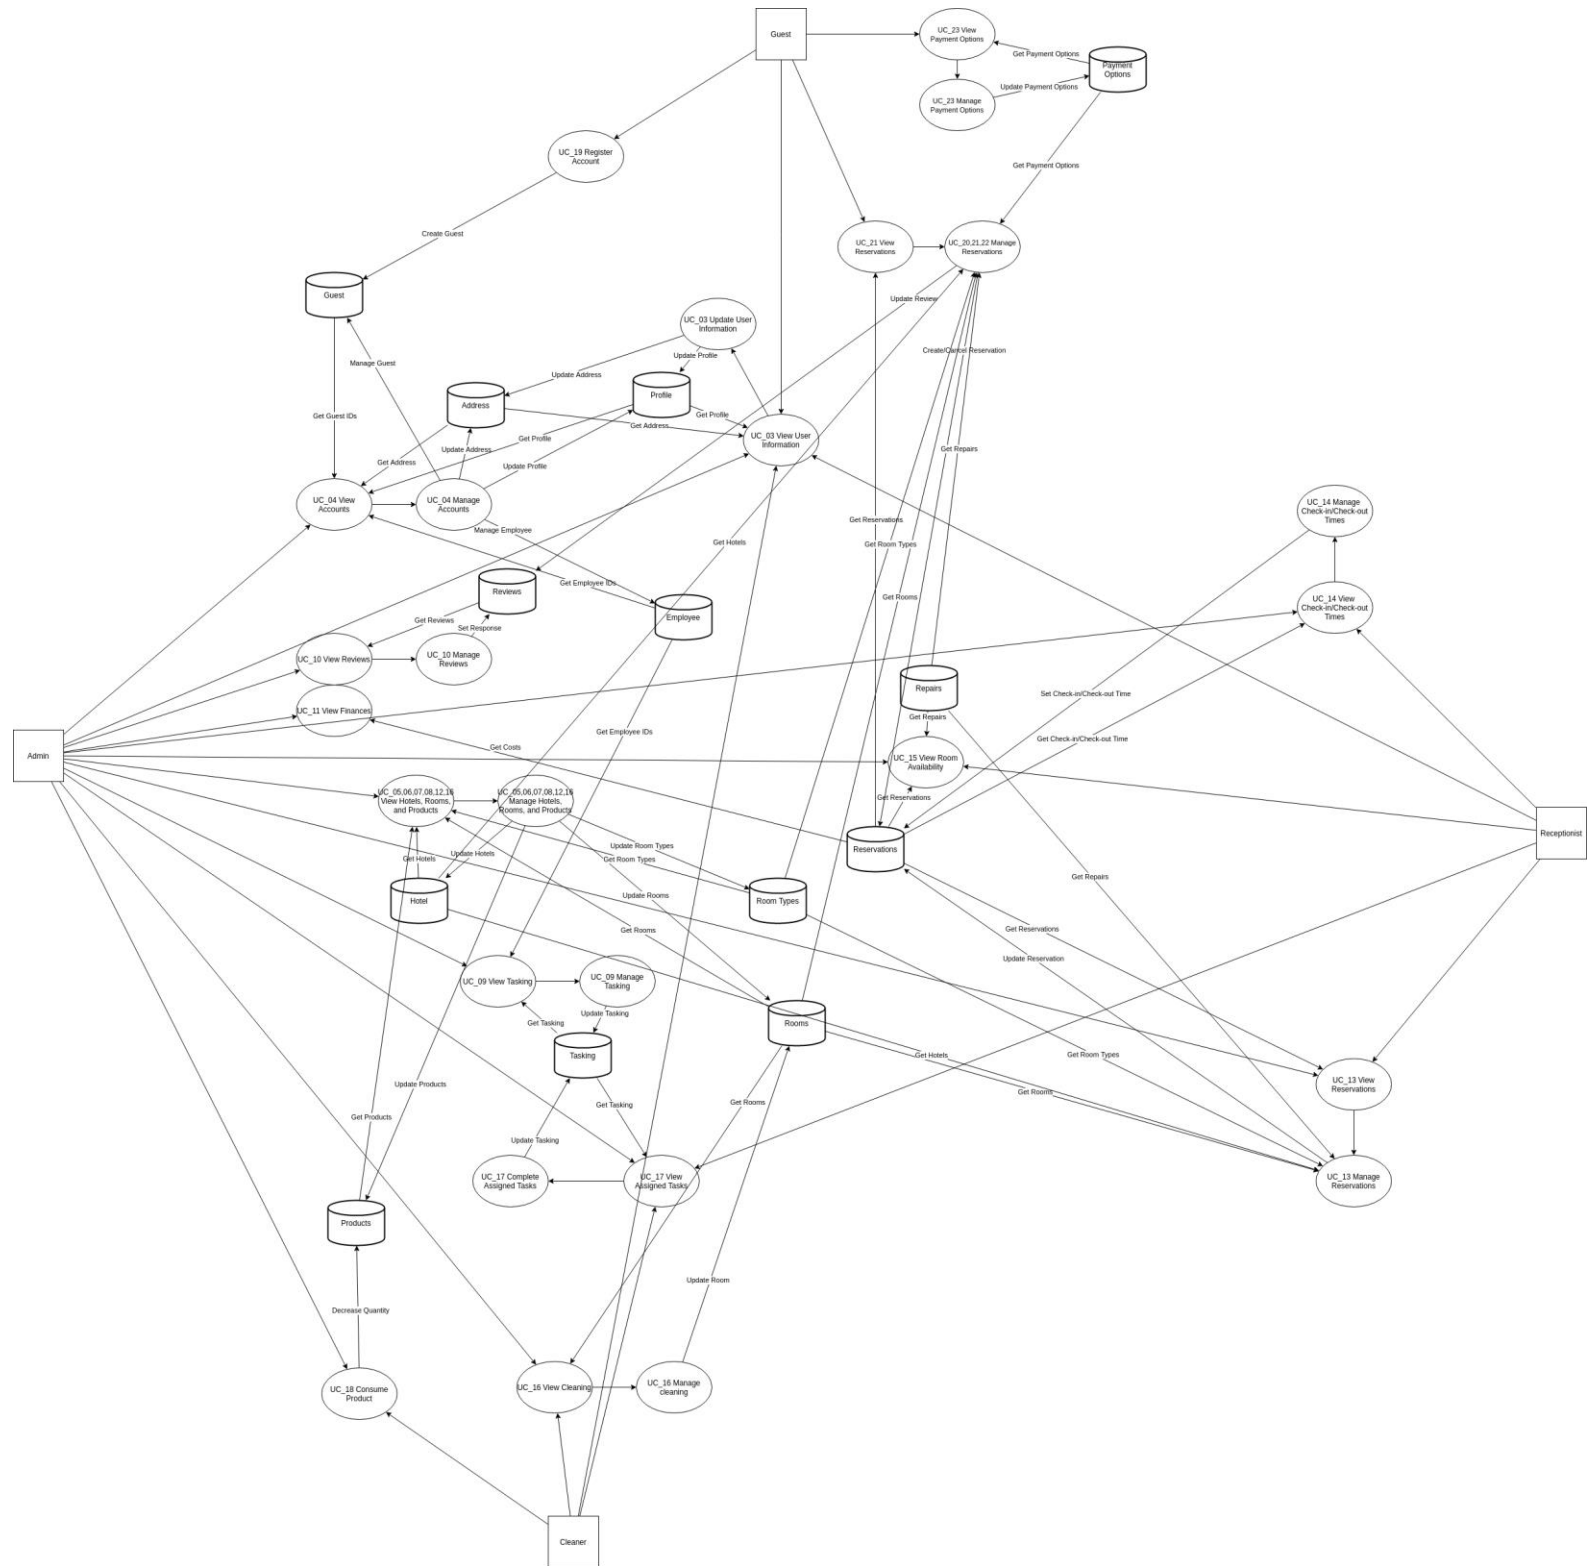 Guest
UC_23 View
Payment Options
Get Payment Options
Payment
Options
Update Payment Options
UC_23 Manage
Payment Options
UC_19 Register
Account
Get Payment Options
Create Guest
UC_21 View
Reservations
UC_20,21,22 Manage
Reservations
Guest
Update Review
UC_03 Update User
Information
Create/Cancel Reservation
Update Profile
Manage Guest
Update Address
Profile
Address
Get Guest IDs
Get Profile
Get Address
UC_03 View User
Information
Get Profile
Update Address
Get Repairs
Get Address
Update Profile
UC_04 View
Accounts
UC_04 Manage
Accounts
UC_14 Manage
Check-in/Check-out
Times
Get Reservations
Manage Employee
Get Hotels
Get Room Types
Get Employee IDs
Reviews
Get Rooms
UC_14 View
Check-in/Check-out
Times
Get Reviews
Set Response
Employee
UC_10 View Reviews
UC_10 Manage
Reviews
Repairs
Set Check-in/Check-out Time
UC_11 View Finances
Get Repairs
Get Employee IDs
Get Check-in/Check-out Time
Get Costs
Admin
UC_15 View Room
Availability
UC_05,06,07,08,12,16
View Hotels, Rooms,
and Products
UC_05,06,07,08,12,16
Manage Hotels,
Rooms, and Products
Get Reservations
Receptionist
Update Room Types
Reservations
Get Hotels
Update Hotels
Get Room Types
Get Repairs
Update Rooms
Hotel
Room Types
Get Rooms
Get Reservations
Update Reservation
UC_09 View Tasking
UC_09 Manage
Tasking
Update Tasking
Get Tasking
Rooms
Tasking
Get Hotels
Get Room Types
UC_13 View
Reservations
Update Products
Get Rooms
Get Tasking
Get Rooms
Get Products
Update Tasking
UC_17 Complete
Assigned Tasks
UC_17 View
Assigned Tasks
UC_13 Manage
Reservations
Products
Update Room
Decrease Quantity
UC_18 Consume
Product
UC_16 View Cleaning
UC_16 Manage
cleaning
Cleaner